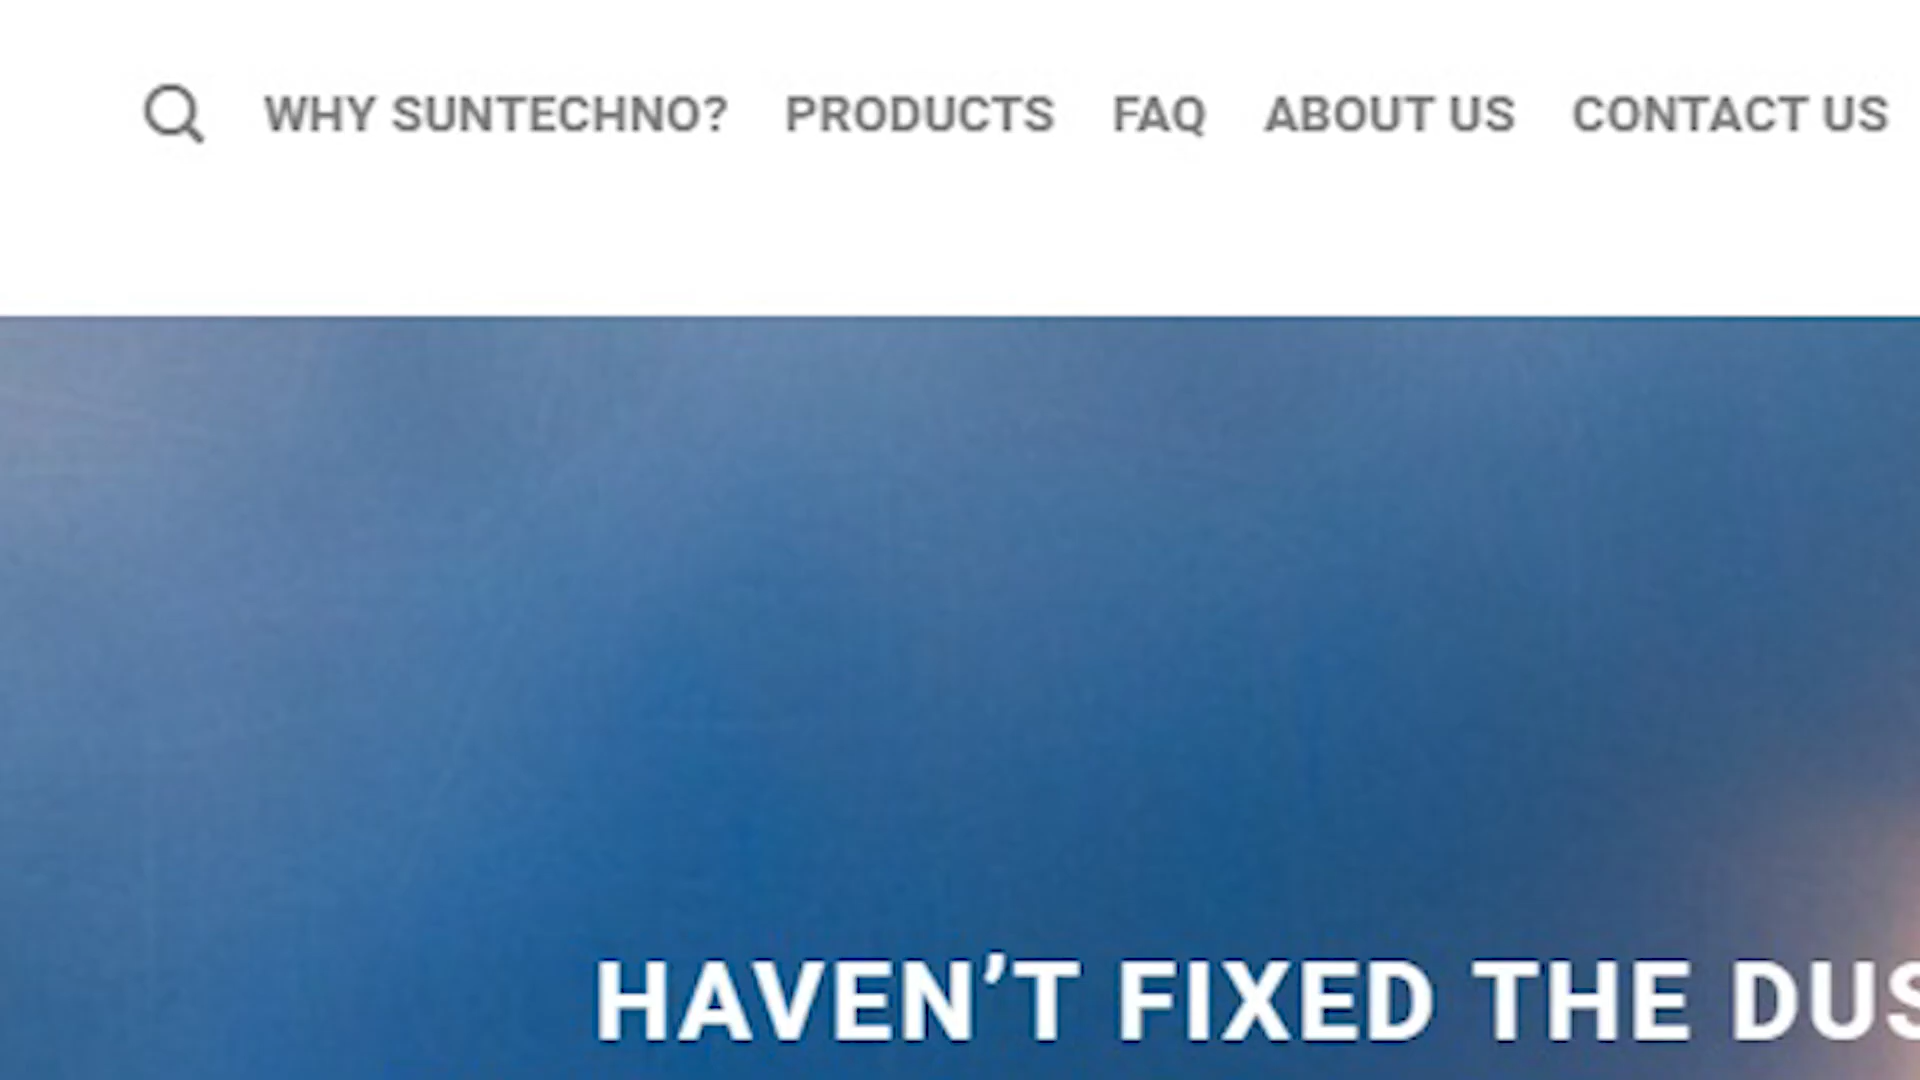 WHY SUNTECHNO? PRODUCTS FAQ ABOUT US CONTACT US
HAVEN’T FIXED THE